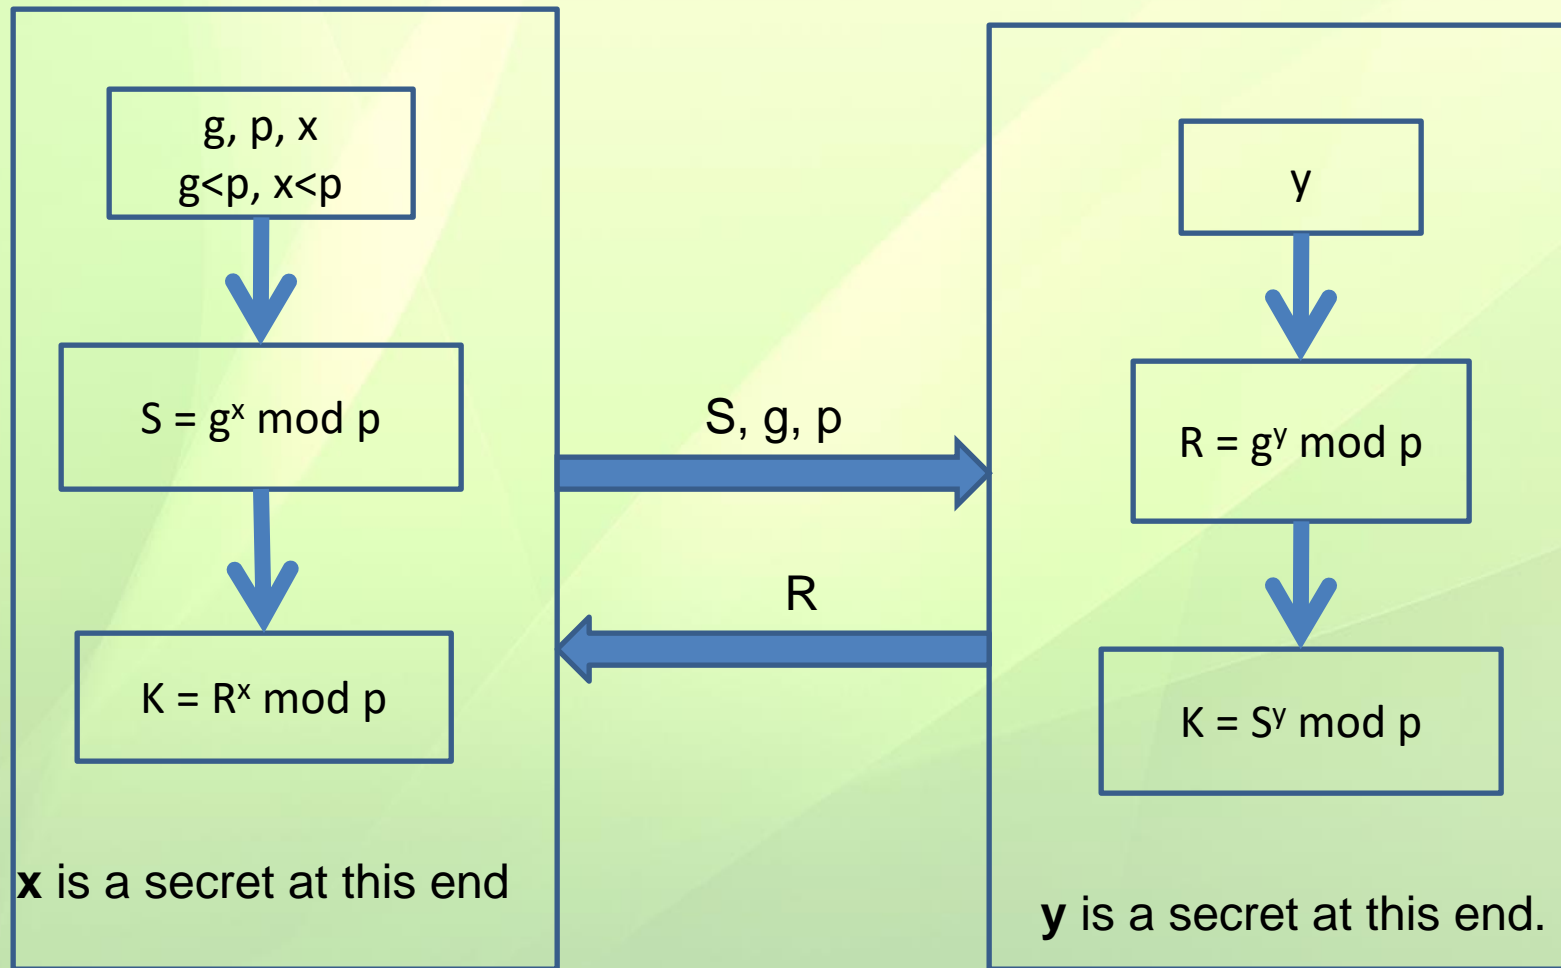 g, p, x
g<p, x<p
S = gˣ mod p
K = Rˣ mod p
x is a secret at this end
S, g, p
R
y
R = gʸ mod p
K = Sʸ mod p
y is a secret at this end.